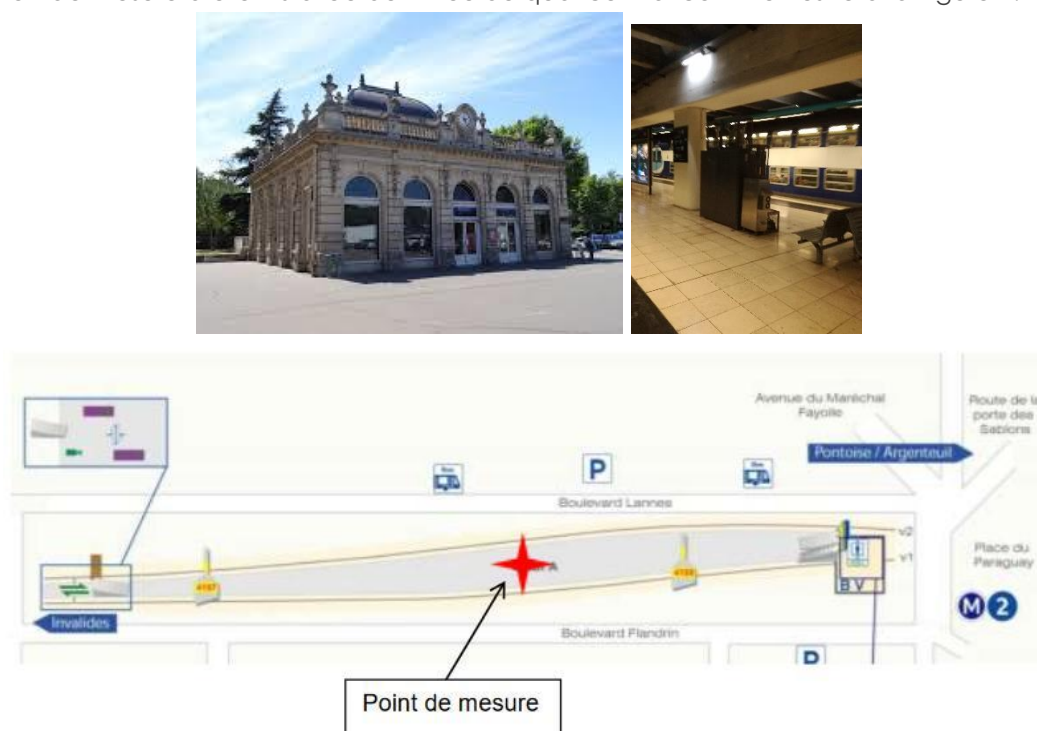 Avenue du Maréchal
Fayolle
Route de la
porte des
Sablons
Pontoise / Argenteuil
P
Boulevard Lannes
v2
v1
Place du
Paraguay
M 2
BV
Invalides
Boulevard Flandrin
P
Point de mesure